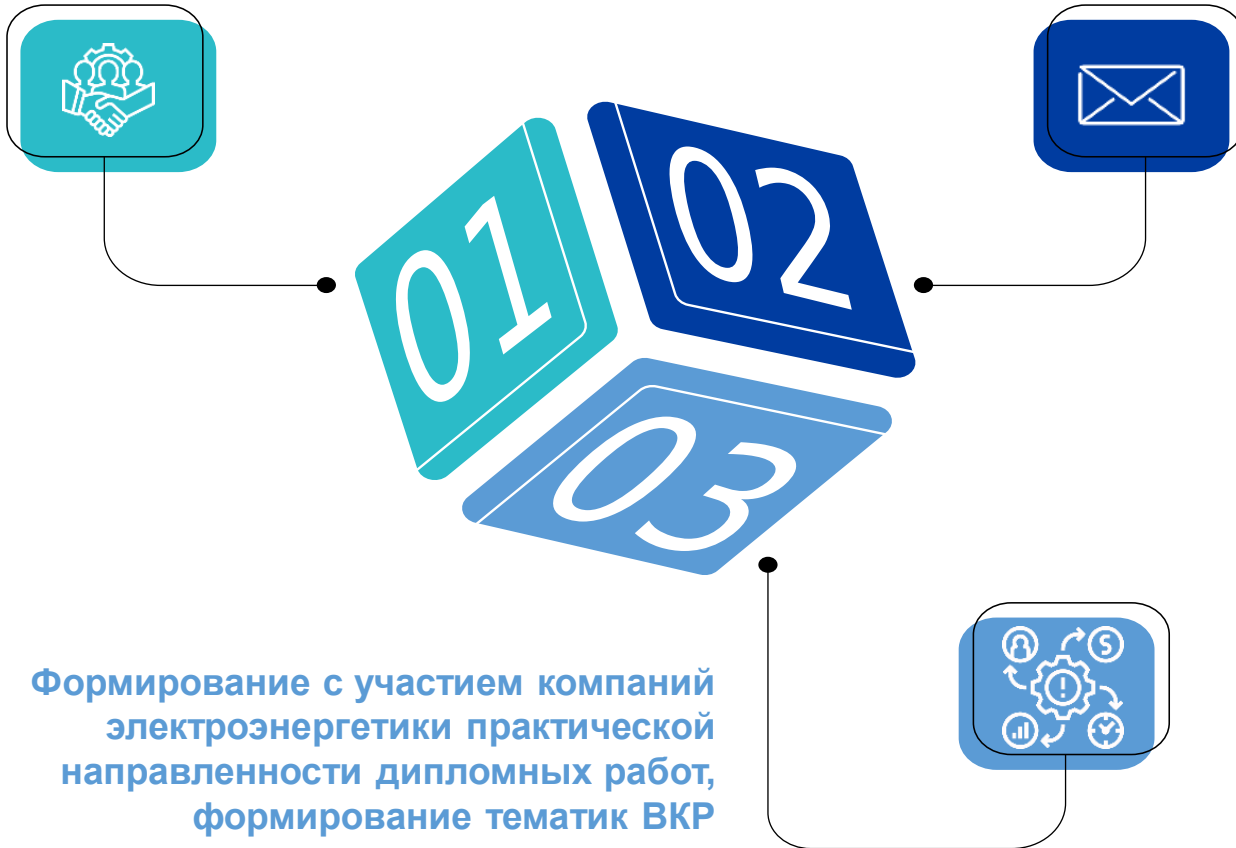 01
02
03
Формирование с участием компаний
электроэнергетики практической
направленности дипломных работ,
формирование тематик ВКР